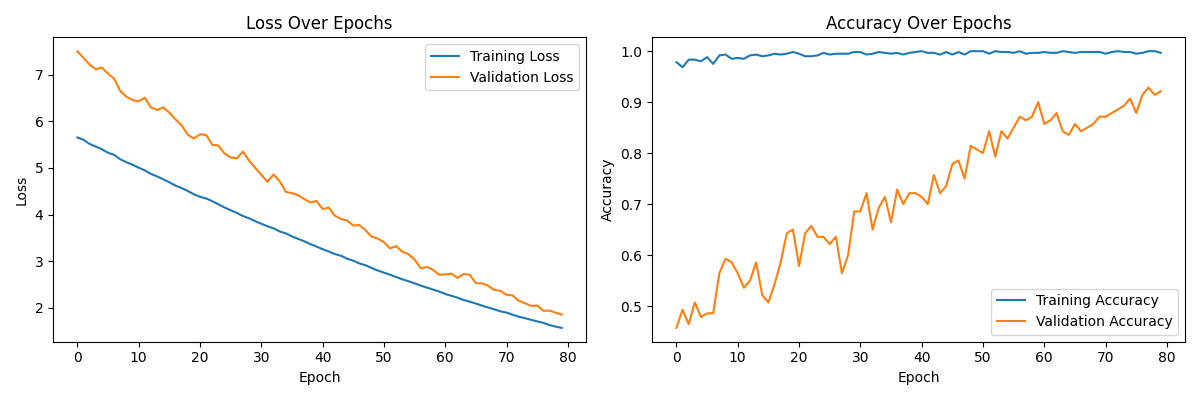 Loss Over Epochs
Training Loss
Validation Loss
7
6
5
4
3
2
Loss
0 10 20 30 40 50 60 70 80
Epoch
Accuracy Over Epochs
1.0
0.9
0.8
0.7
0.6
0.5
Accuracy
Training Accuracy
Validation Accuracy
0 10 20 30 40 50 60 70 80
Epoch